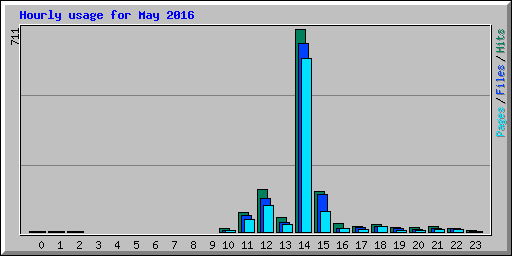 Hourly usage for May 2016
711
Pages/Files/Hits
0 1 2 3 4 5 6 7 8 9 10 11 12 13 14 15 16 17 18 19 20 21 22 23